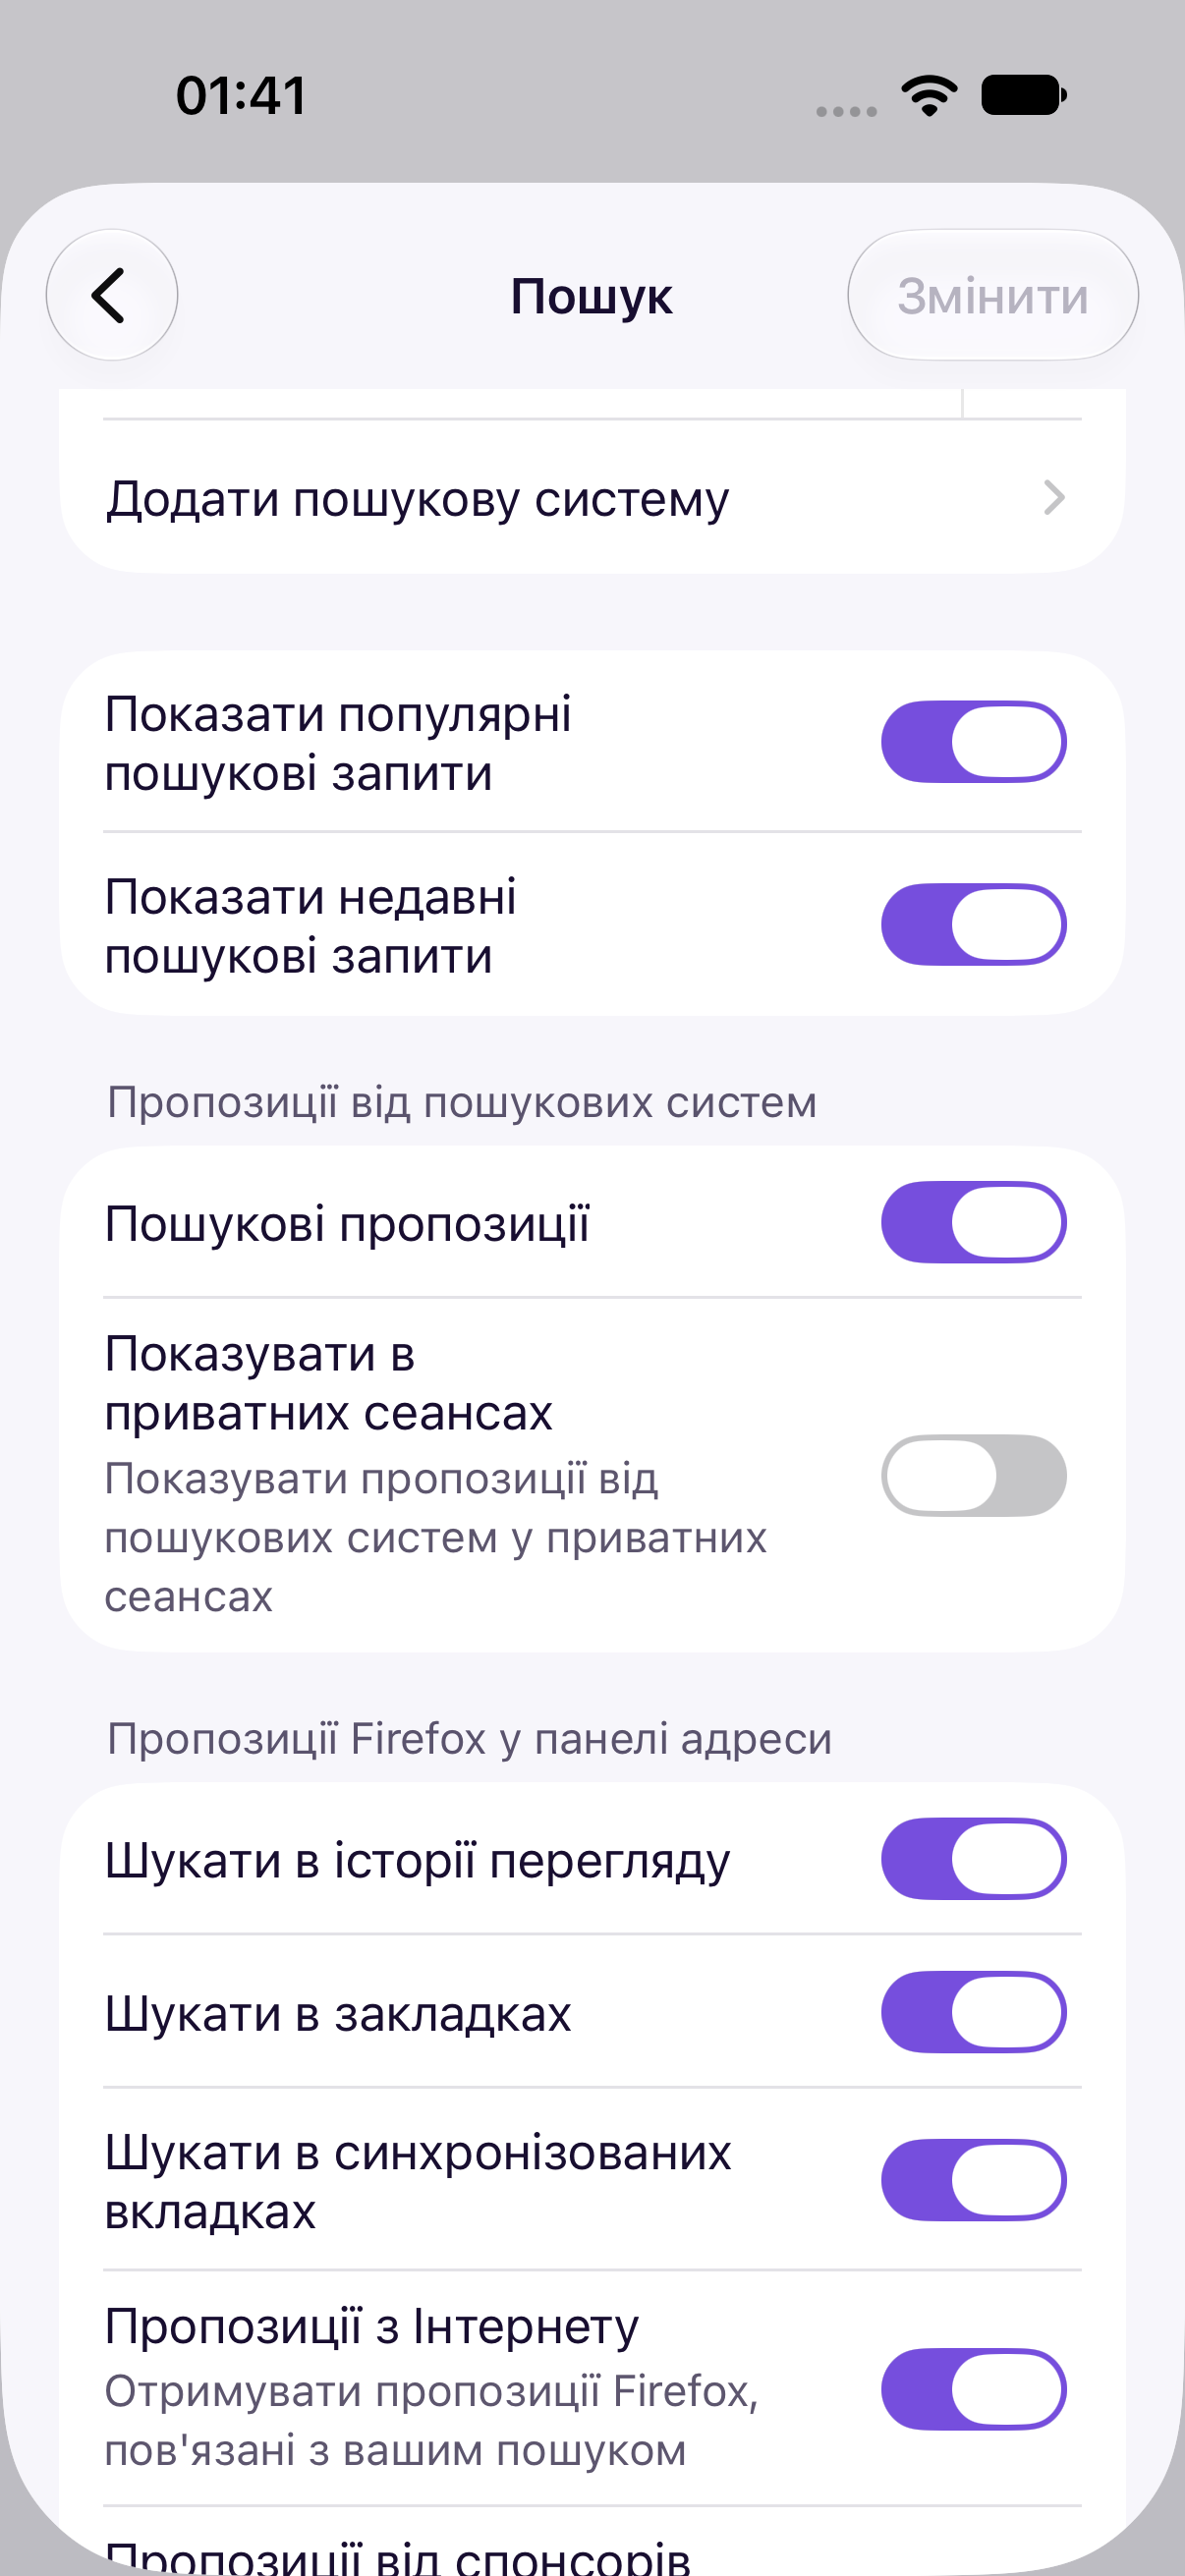 01:41
Пошук
Змінити
Додати пошукову систему
Показати популярні
пошукові запити
Показати недавні
пошукові запити
Пропозиції від пошукових систем
Пошукові пропозиції
Показувати в
приватних сеансах
Показувати пропозиції від
пошукових систем у приватних
сеансах
Пропозиції Firefox у панелі адреси
Шукати в історії перегляду
Шукати в закладках
Шукати в синхронізованих
вкладках
Пропозиції з Інтернету
Отримувати пропозиції Firefox,
пов'язані з вашим пошуком
Пропозиції від спонсорів